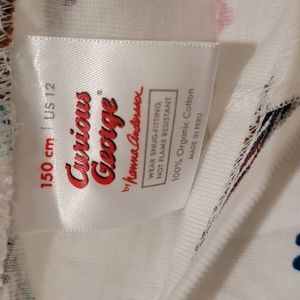 150 cm | US 12
Curious
George®
by hanna andersson
WEAR SNUG-FITTING,
NOT FLAME RESISTANT
100% Organic Cotton
MADE IN PERU